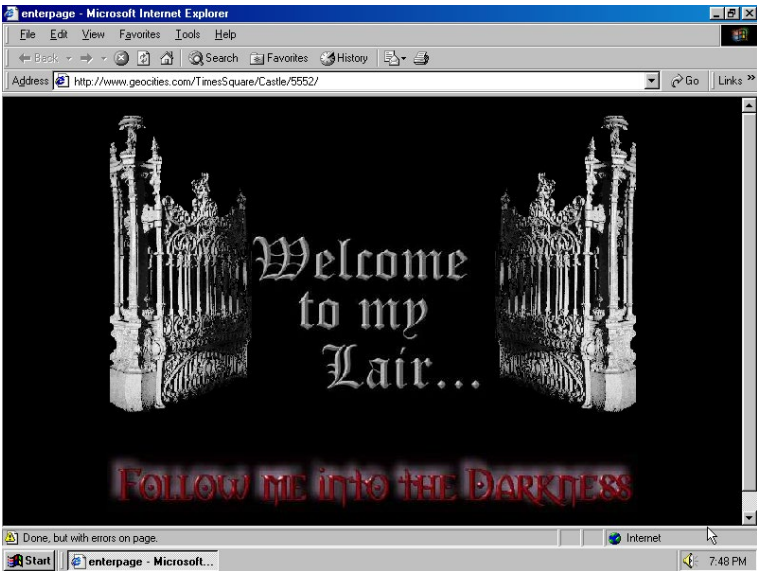 enterpage - Microsoft Internet Explorer
File Edit View Favorites Tools Help
Back Search Favorites History
Address http://www.geocities.com/TimesSquare/Castle/5552/ Go Links »
Welcome
to my
Lair...
Follow me into the Darkness
Done, but with errors on page. Internet
Start enterpage - Microsoft... 7:48 PM